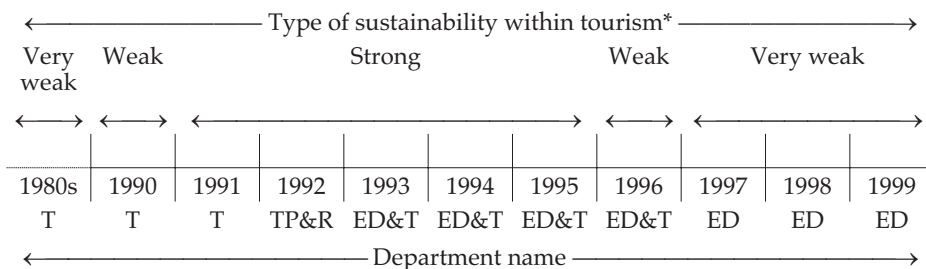 Type of sustainability within tourism*
Very weak Weak Strong Weak Very weak
1980s 1990 1991 1992 1993 1994 1995 1996 1997 1998 1999
T T T TP&R ED&T ED&T ED&T ED&T ED ED ED
Department name